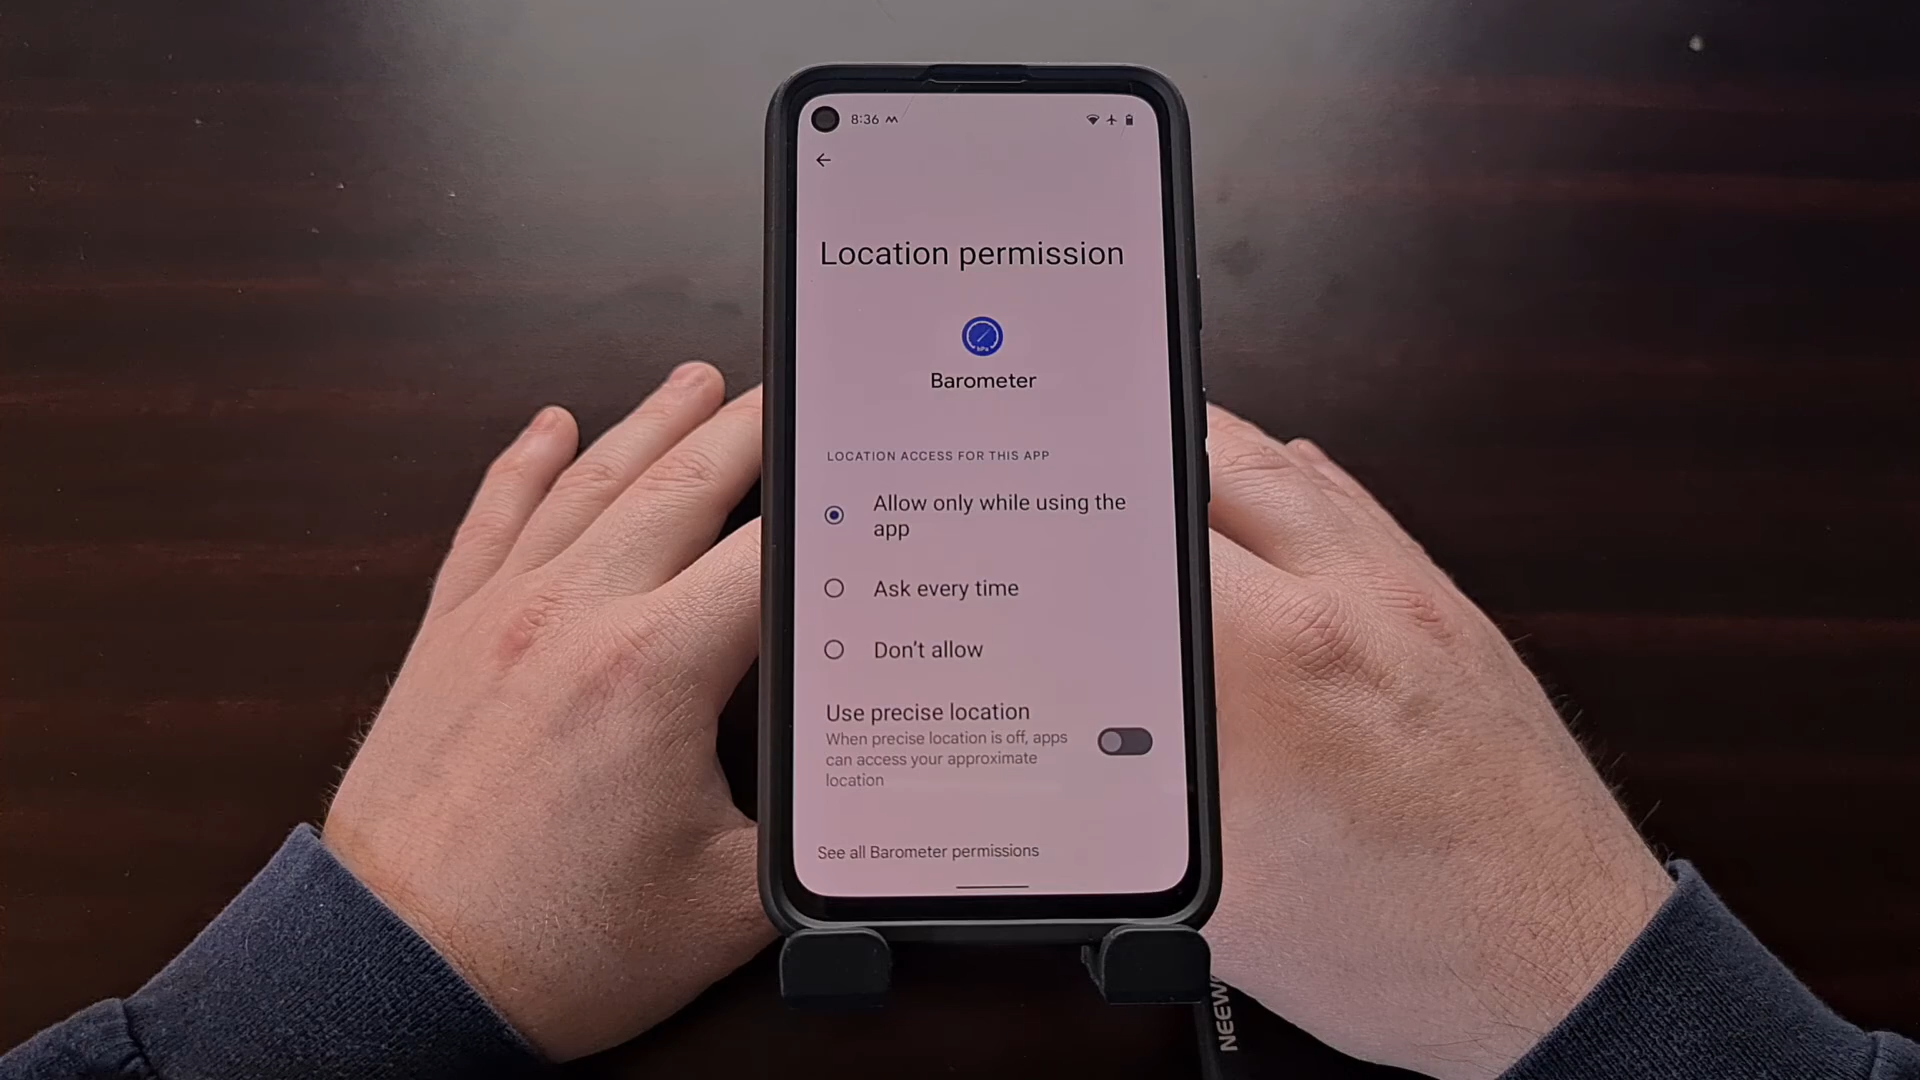 8:36
Location permission
hPa
Barometer
LOCATION ACCESS FOR THIS APP
Allow only while using the
app
Ask every time
Don't allow
Use precise location
When precise location is off, apps
can access your approximate
location
See all Barometer permissions
NEEW